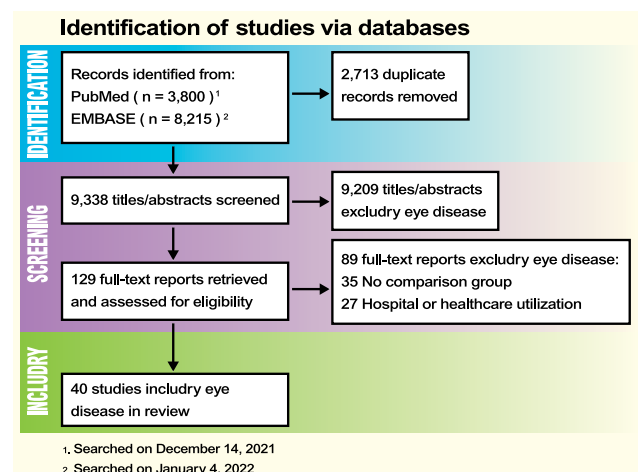 Identification of studies via databases
IDENTIFICATION
Records identified from:
PubMed ( n = 3,800 )¹
EMBASE ( n = 8,215 ) ²
2,713 duplicate
records removed
SCREENING
9,338 titles/abstracts screened
9,209 titles/abstracts
excludry eye disease
129 full-text reports retrieved
and assessed for eligibility
89 full-text reports excludry eye disease:
35 No comparison group
27 Hospital or healthcare utilization
INCLUDRY
40 studies includry eye
disease in review
1. Searched on December 14, 2021
2. Searched on January 4, 2022